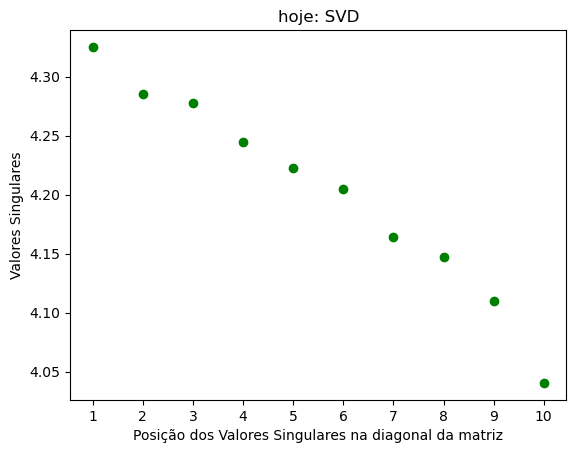 hoje: SVD
Valores Singulares
4.30
4.25
4.20
4.15
4.10
4.05
1 2 3 4 5 6 7 8 9 10
Posição dos Valores Singulares na diagonal da matriz